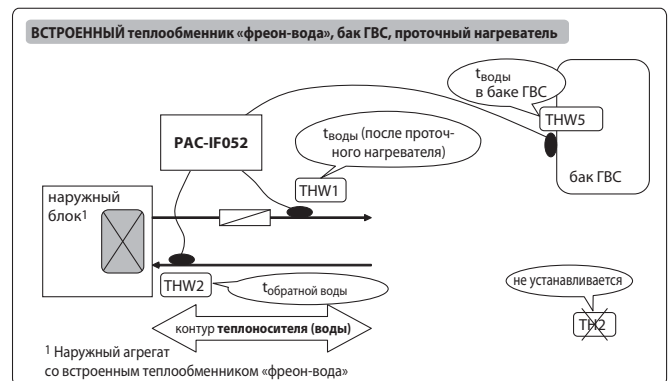 ВСТРОЕННЫЙ теплообменник «фреон-вода», бак ГВС, проточный нагреватель
tводы
в баке ГВС
THW5
бак ГВС
PAC-IF052
tводы (после проточ-
ного нагревателя)
THW1
наружный
блок1
THW2
tобратной воды
контур теплоносителя (воды)
не устанавливается
TH2
1 Наружный агрегат
со встроенным теплообменником «фреон-вода»